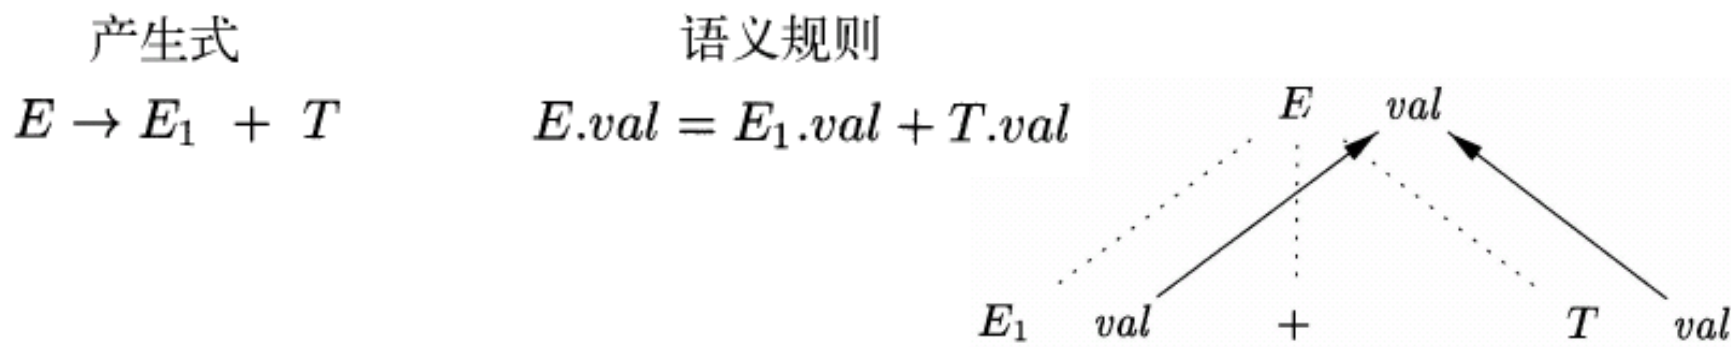 产生式 语义规则
E → E₁ + T E.val = E₁.val + T.val
E val
E₁ val + T val